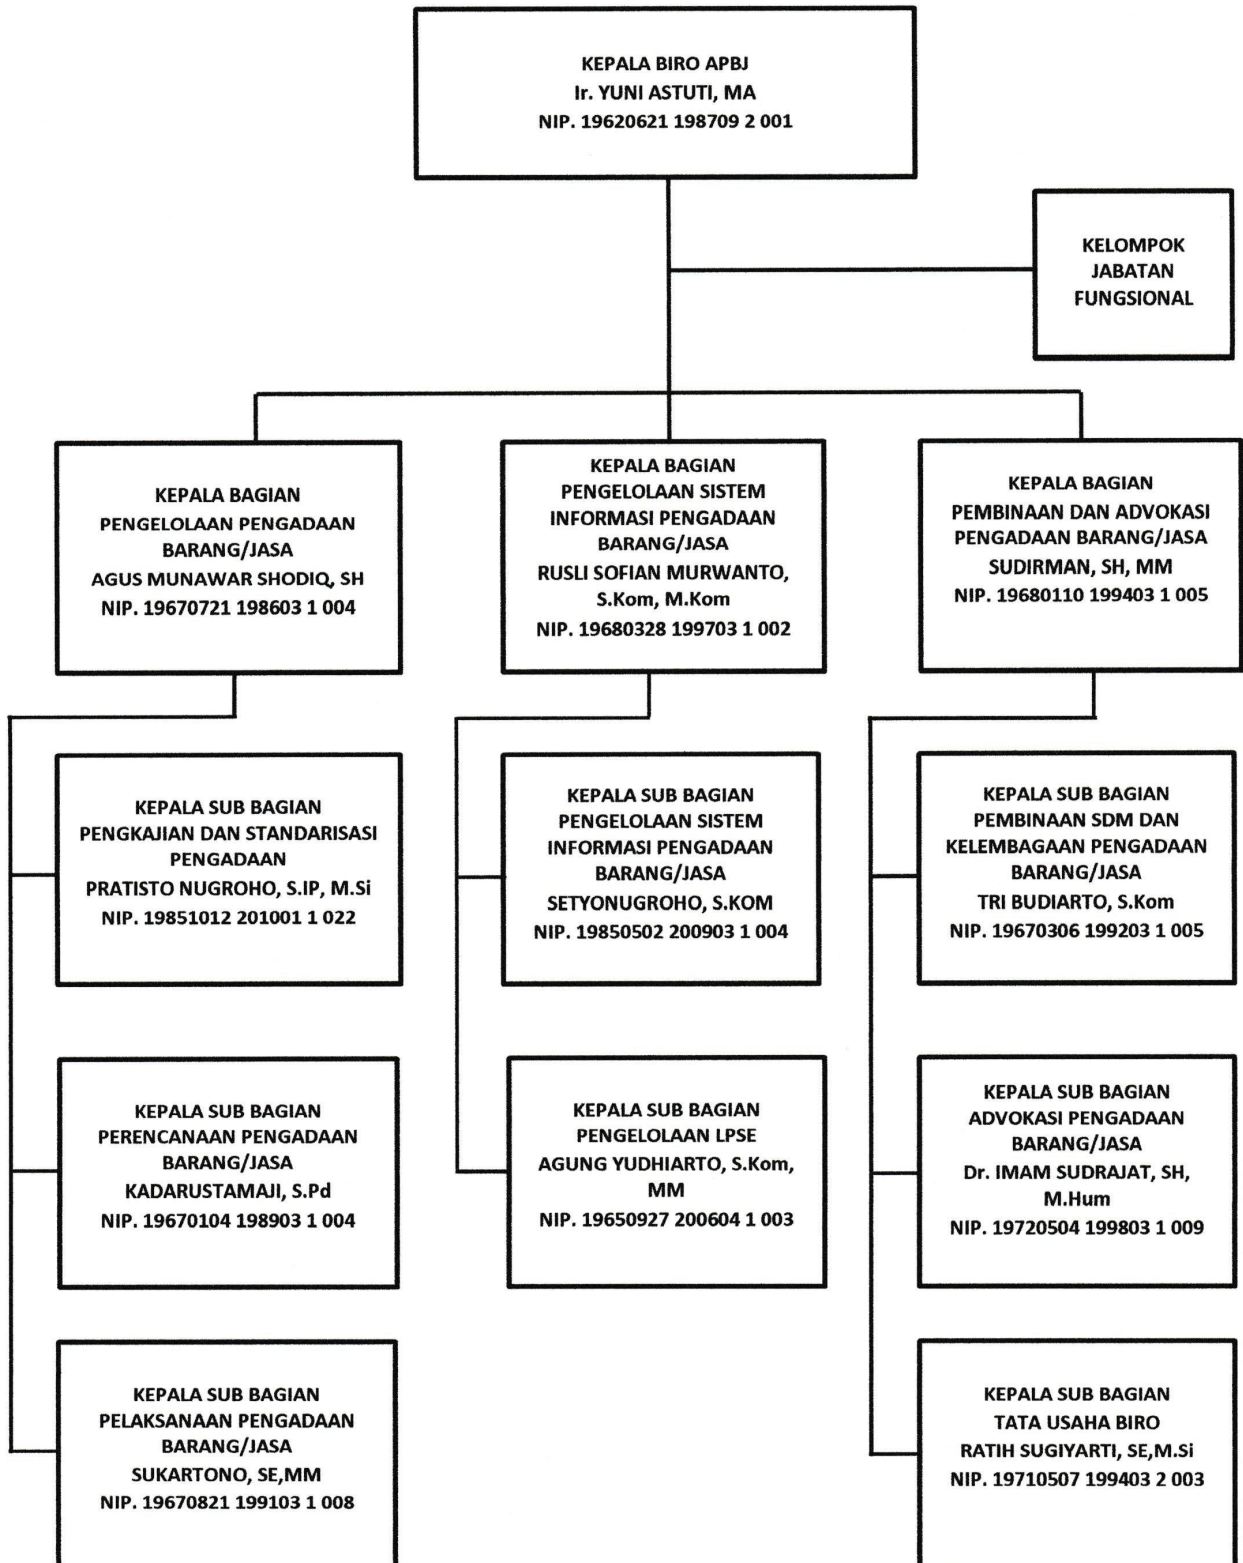 KEPALA BIRO APBJ
Ir. YUNI ASTUTI, MA
NIP. 19620621 198709 2 001
KELOMPOK
JABATAN
FUNGSIONAL
KEPALA BAGIAN
PENGELOLAAN PENGADAAN
BARANG/JASA
AGUS MUNAWAR SHODIQ, SH
NIP. 19670721 198603 1 004
KEPALA BAGIAN
PENGELOLAAN SISTEM
INFORMASI PENGADAAN
BARANG/JASA
RUSLI SOFIAN MURWANTO,
S.Kom, M.Kom
NIP. 19680328 199703 1 002
KEPALA BAGIAN
PEMBINAAN DAN ADVOKASI
PENGADAAN BARANG/JASA
SUDIRMAN, SH, MM
NIP. 19680110 199403 1 005
KEPALA SUB BAGIAN
PENGKAJIAN DAN STANDARISASI
PENGADAAN
PRATISTO NUGROHO, S.IP, M.Si
NIP. 19851012 201001 1 022
KEPALA SUB BAGIAN
PENGELOLAAN SISTEM
INFORMASI PENGADAAN
BARANG/JASA
SETYONUGROHO, S.KOM
NIP. 19850502 200903 1 004
KEPALA SUB BAGIAN
PEMBINAAN SDM DAN
KELEMBAGAAN PENGADAAN
BARANG/JASA
TRI BUDIARTO, S.Kom
NIP. 19670306 199203 1 005
KEPALA SUB BAGIAN
PERENCANAAN PENGADAAN
BARANG/JASA
KADARUSTAMAJI, S.Pd
NIP. 19670104 198903 1 004
KEPALA SUB BAGIAN
PENGELOLAAN LPSE
AGUNG YUDHIARTO, S.Kom,
MM
NIP. 19650927 200604 1 003
KEPALA SUB BAGIAN
ADVOKASI PENGADAAN
BARANG/JASA
Dr. IMAM SUDRAJAT, SH,
M.Hum
NIP. 19720504 199803 1 009
KEPALA SUB BAGIAN
PELAKSANAAN PENGADAAN
BARANG/JASA
SUKARTONO, SE,MM
NIP. 19670821 199103 1 008
KEPALA SUB BAGIAN
TATA USAHA BIRO
RATIH SUGIYARTI, SE,M.Si
NIP. 19710507 199403 2 003